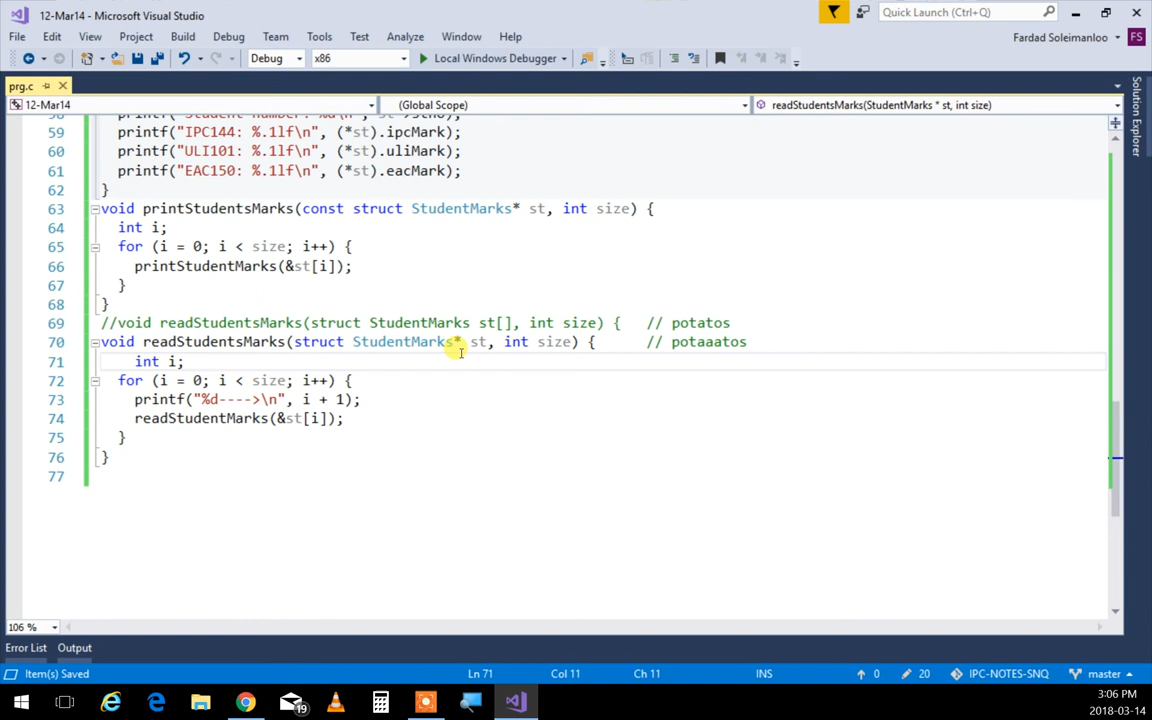 12-Mar14 - Microsoft Visual Studio
Quick Launch (Ctrl+Q)
File Edit View Project Build Debug Team Tools Test Analyze Window Help
Fardad Soleimanloo FS
Debug x86 Local Windows Debugger
prg.c
12-Mar14 (Global Scope) readStudentsMarks(StudentMarks * st, int size)
Solution Explorer
59 printf("IPC144: %.1lf\n", (*st).ipcMark);
60 printf("ULI101: %.1lf\n", (*st).uliMark);
61 printf("EAC150: %.1lf\n", (*st).eacMark);
62 }
63 void printStudentsMarks(const struct StudentMarks* st, int size) {
64 int i;
65 for (i = 0; i < size; i++) {
66 printStudentMarks(&st[i]);
67 }
68 }
69 //void readStudentsMarks(struct StudentMarks st[], int size) { // potatos
70 void readStudentsMarks(struct StudentMarks* st, int size) { // potaaatos
71 int i;
72 for (i = 0; i < size; i++) {
73 printf("%d---->\n", i + 1);
74 readStudentMarks(&st[i]);
75 }
76 }
77
106 %
Error List Output
Item(s) Saved Ln 71 Col 11 Ch 11 INS 0 20 IPC-NOTES-SNQ master
19
3:06 PM
2018-03-14